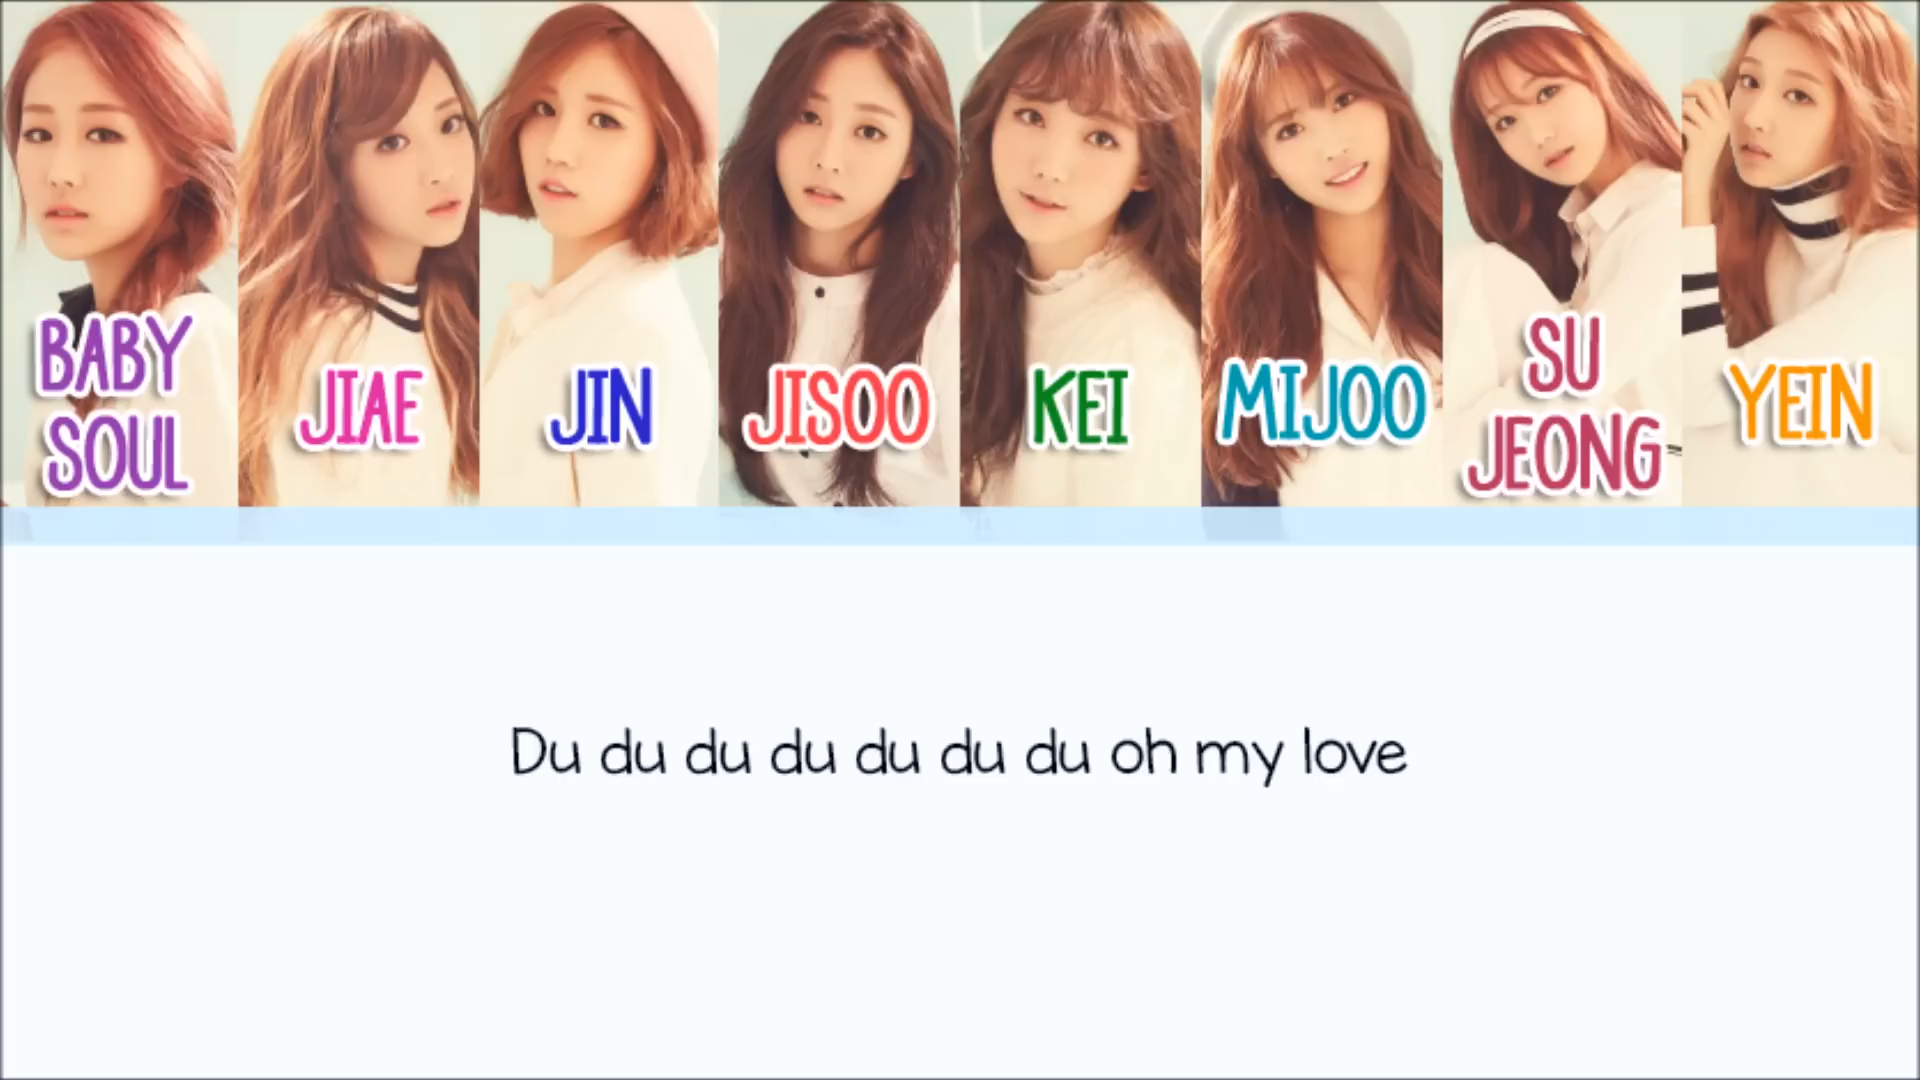 BABY
SOUL
JIAE
JIN
JISOO
KEI
MIJOO
SU
JEONG
YEIN
Du du du du du du du oh my love